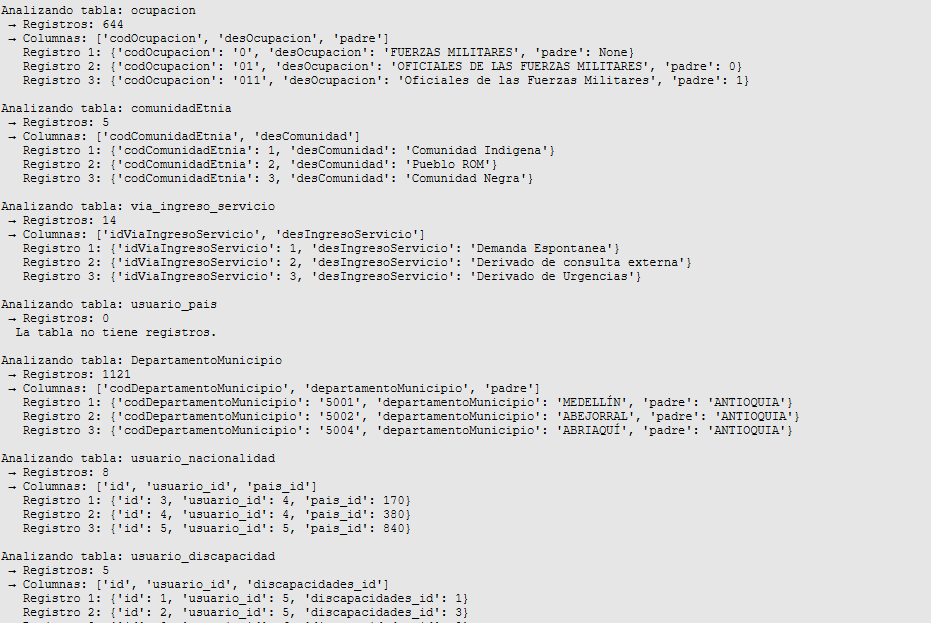 Analizando tabla: ocupacion
→ Registros: 644
→ Columnas: ['codOcupacion', 'desOcupacion', 'padre']
Registro 1: {'codOcupacion': '0', 'desOcupacion': 'FUERZAS MILITARES', 'padre': None}
Registro 2: {'codOcupacion': '01', 'desOcupacion': 'OFICIALES DE LAS FUERZAS MILITARES', 'padre': 0}
Registro 3: {'codOcupacion': '011', 'desOcupacion': 'Oficiales de las Fuerzas Militares', 'padre': 1}
Analizando tabla: comunidadEtnia
→ Registros: 5
→ Columnas: ['codComunidadEtnia', 'desComunidad']
Registro 1: {'codComunidadEtnia': 1, 'desComunidad': 'Comunidad Indigena'}
Registro 2: {'codComunidadEtnia': 2, 'desComunidad': 'Pueblo ROM'}
Registro 3: {'codComunidadEtnia': 3, 'desComunidad': 'Comunidad Negra'}
Analizando tabla: via_ingreso_servicio
→ Registros: 14
→ Columnas: ['idViaIngresoServicio', 'desIngresoServicio']
Registro 1: {'idViaIngresoServicio': 1, 'desIngresoServicio': 'Demanda Espontanea'}
Registro 2: {'idViaIngresoServicio': 2, 'desIngresoServicio': 'Derivado de consulta externa'}
Registro 3: {'idViaIngresoServicio': 3, 'desIngresoServicio': 'Derivado de Urgencias'}
Analizando tabla: usuario_pais
→ Registros: 0
La tabla no tiene registros.
Analizando tabla: DepartamentoMunicipio
→ Registros: 1121
→ Columnas: ['codDepartamentoMunicipio', 'departamentoMunicipio', 'padre']
Registro 1: {'codDepartamentoMunicipio': '5001', 'departamentoMunicipio': 'MEDELLÍN', 'padre': 'ANTIOQUIA'}
Registro 2: {'codDepartamentoMunicipio': '5002', 'departamentoMunicipio': 'ABEJORRAL', 'padre': 'ANTIOQUIA'}
Registro 3: {'codDepartamentoMunicipio': '5004', 'departamentoMunicipio': 'ABRIAQUÍ', 'padre': 'ANTIOQUIA'}
Analizando tabla: usuario_nacionalidad
→ Registros: 8
→ Columnas: ['id', 'usuario_id', 'pais_id']
Registro 1: {'id': 3, 'usuario_id': 4, 'pais_id': 170}
Registro 2: {'id': 4, 'usuario_id': 4, 'pais_id': 380}
Registro 3: {'id': 5, 'usuario_id': 5, 'pais_id': 840}
Analizando tabla: usuario_discapacidad
→ Registros: 5
→ Columnas: ['id', 'usuario_id', 'discapacidades_id']
Registro 1: {'id': 1, 'usuario_id': 5, 'discapacidades_id': 1}
Registro 2: {'id': 2, 'usuario_id': 5, 'discapacidades_id': 3}